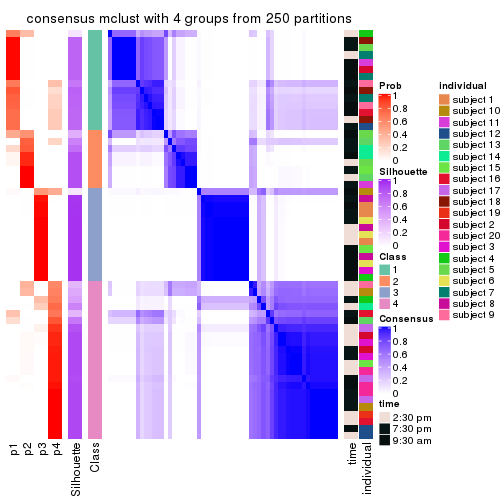 consensus mclust with 4 groups from 250 partitions
Prob
1
0.8
0.6
0.4
0.2
0
Silhouette
1
0.8
0.6
0.4
0.2
0
Class
1
2
3
4
Consensus
1
0.8
0.6
0.4
0.2
0
time
2:30 pm
7:30 pm
9:30 am
individual
subject 1
subject 10
subject 11
subject 12
subject 13
subject 14
subject 15
subject 16
subject 17
subject 18
subject 19
subject 2
subject 20
subject 3
subject 4
subject 5
subject 6
subject 7
subject 8
subject 9
p1
p2
p3
p4
Silhouette
Class
time
individual